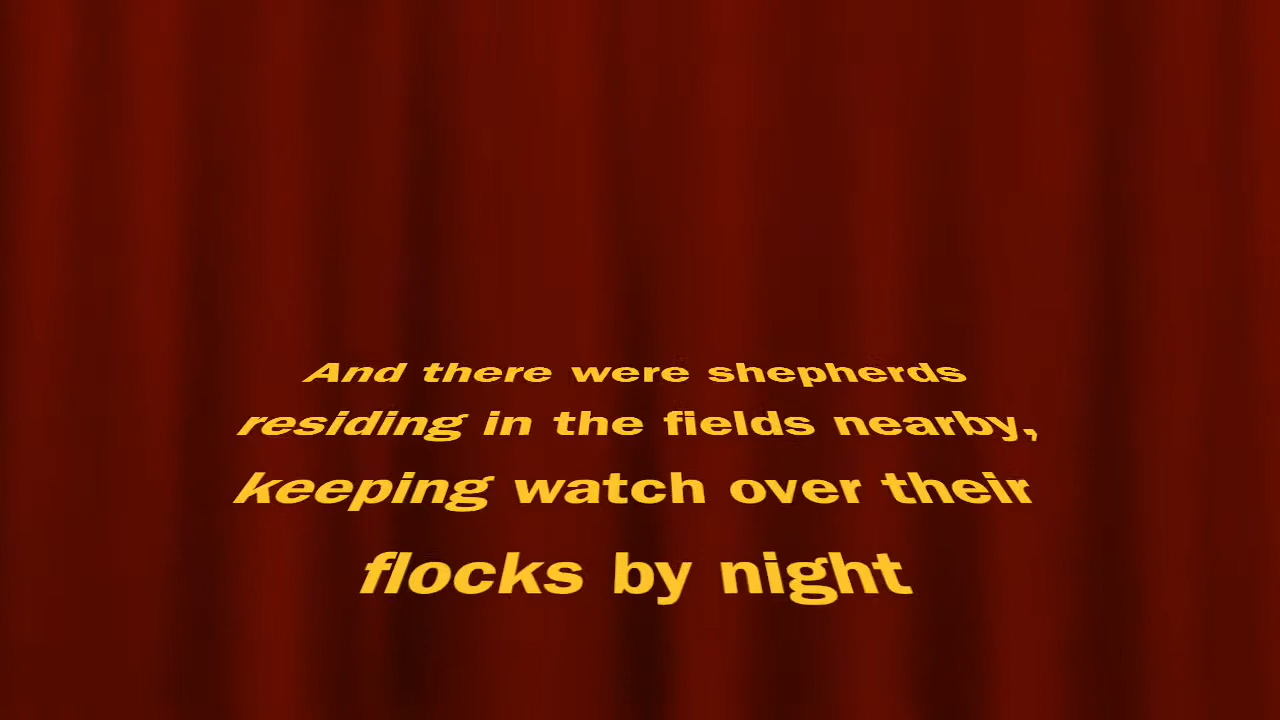 And there were shepherds
residing in the fields nearby,
keeping watch over their
flocks by night